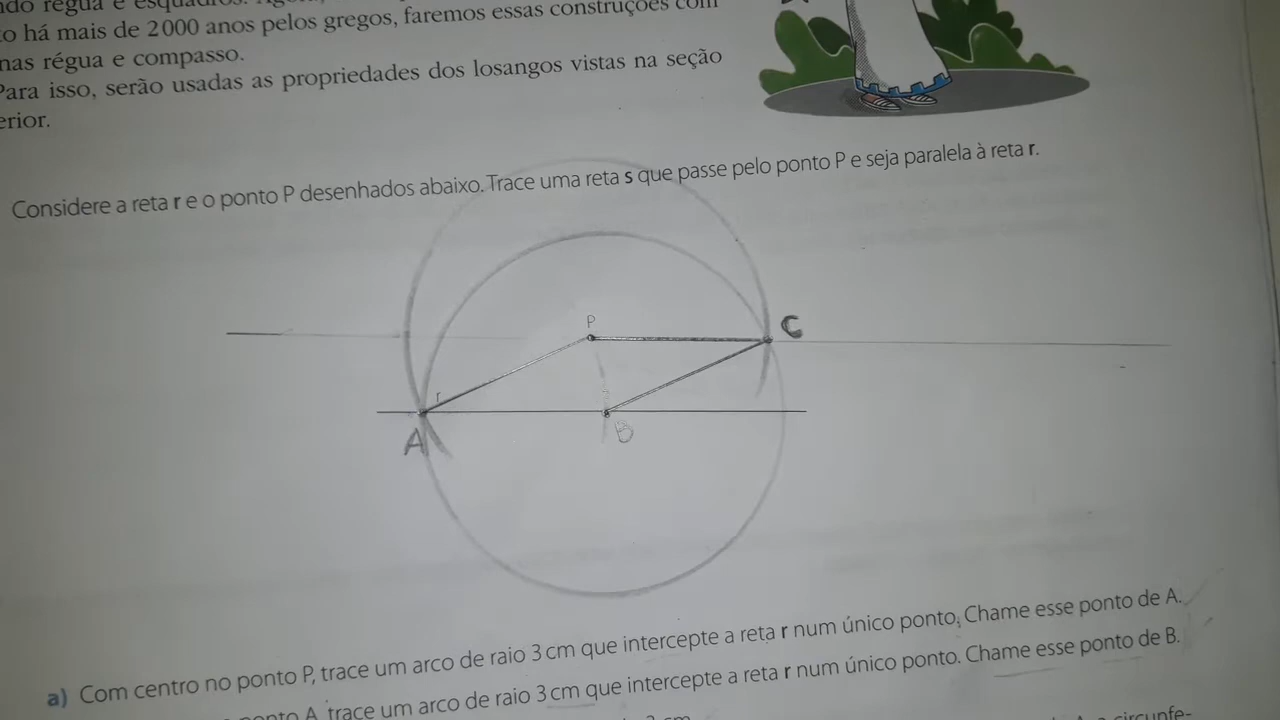 régua e esquadros.
há mais de 2000 anos pelos gregos, faremos essas construções com
régua e compasso.
Para isso, serão usadas as propriedades dos losangos vistas na seção
Considere a reta r e o ponto P desenhados abaixo. Trace uma reta s que passe pelo ponto P e seja paralela à reta r.
P
C
r
A
B
a) Com centro no ponto P, trace um arco de raio 3 cm que intercepte a reta r num único ponto. Chame esse ponto de A.
ponto A, trace um arco de raio 3 cm que intercepte a reta r num único ponto. Chame esse ponto de B.